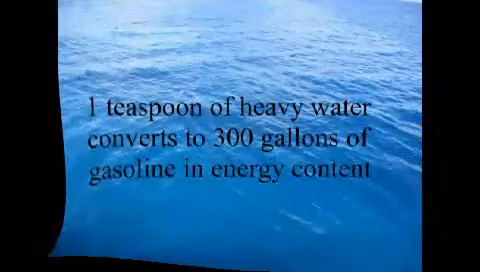 1 teaspoon of heavy water
converts to 300 gallons of
gasoline in energy content